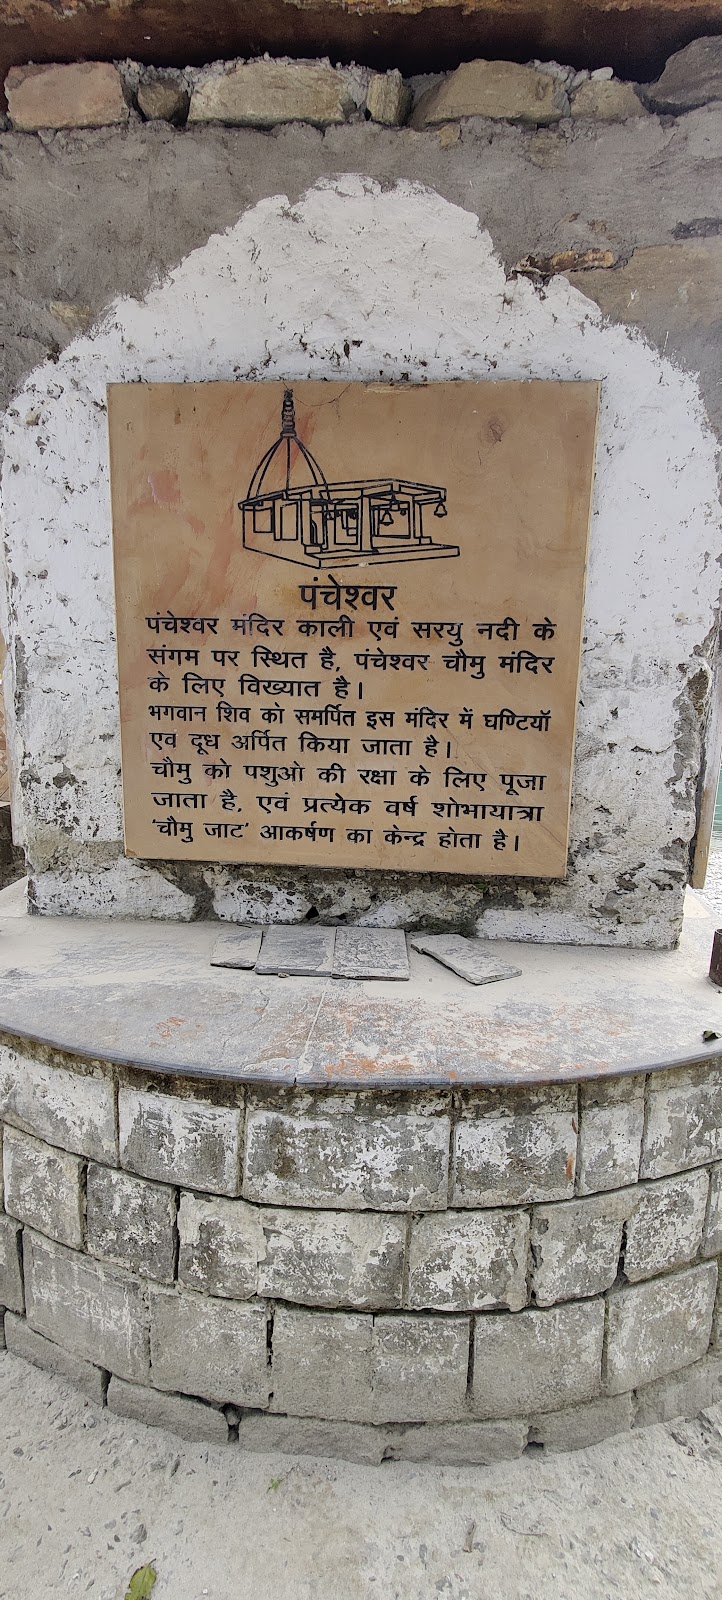 पंचेश्वर
पंचेश्वर मंदिर काली एवं सरयु नदी के
संगम पर स्थित है, पंचेश्वर चौमु मंदिर
के लिए विख्यात है।
भगवान शिव को समर्पित इस मंदिर में घण्टियॉ
एवं दूध अर्पित किया जाता है।
चौमु को पशुओ की रक्षा के लिए पूजा
जाता है, एवं प्रत्येक वर्ष शोभायात्रा
'चौमु जाट' आकर्षण का केन्द्र होता है।